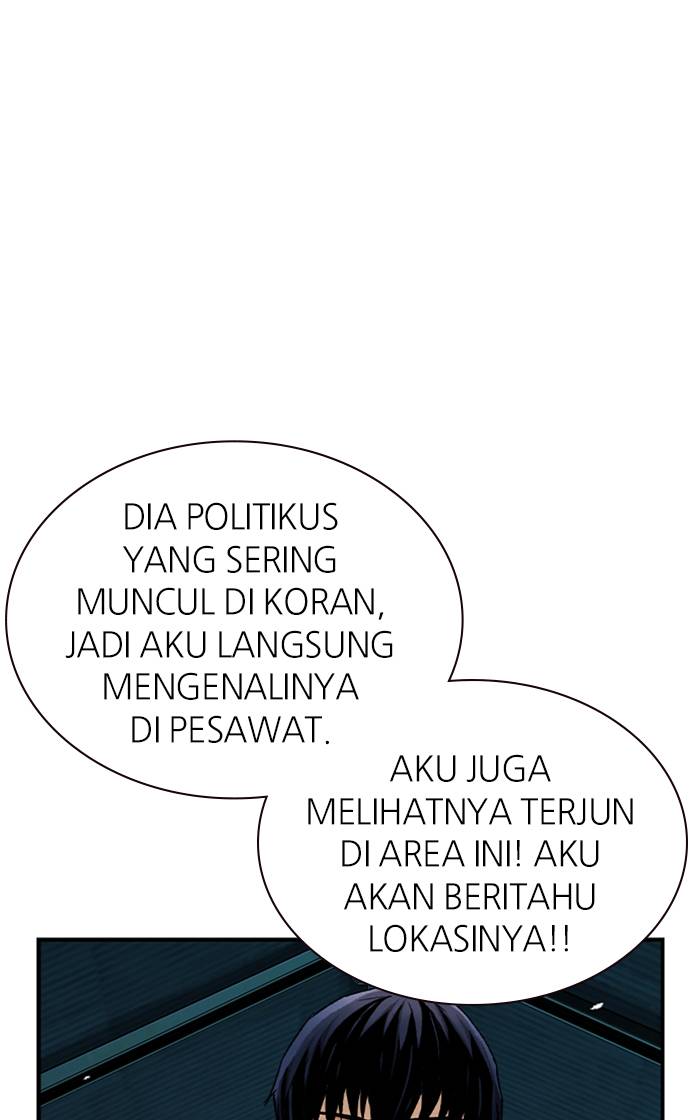 DIA POLITIKUS
YANG SERING
MUNCUL DI KORAN,
JADI AKU LANGSUNG
MENGENALINYA
DI PESAWAT.
AKU JUGA
MELIHATNYA TERJUN
DI AREA INI! AKU
AKAN BERITAHU
LOKASINYA!!